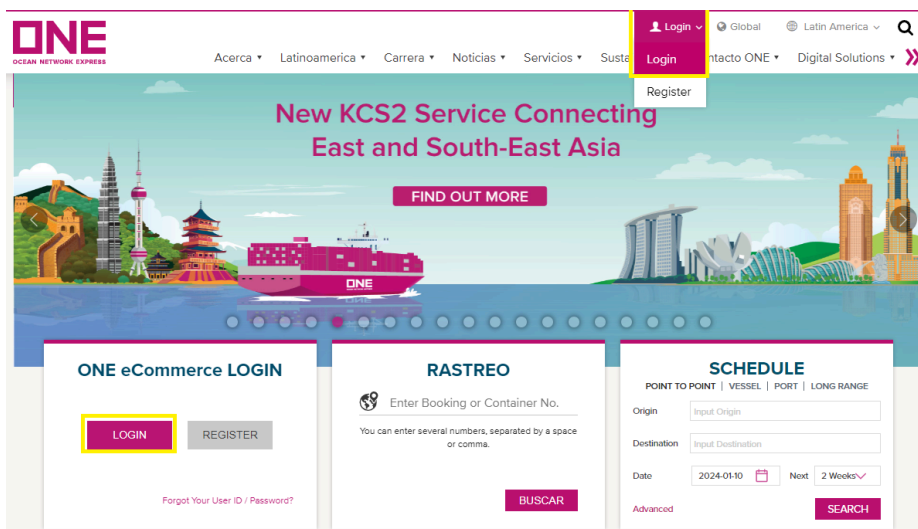 ONE
OCEAN NETWORK EXPRESS
Login Global Latin America
Acerca Latinoamerica Carrera Noticias Servicios Susta Login ntacto ONE Digital Solutions
Register
New KCS2 Service Connecting
East and South-East Asia
FIND OUT MORE
ONE
ONE eCommerce LOGIN
LOGIN REGISTER
Forgot Your User ID / Password?
RASTREO
Enter Booking or Container No.
You can enter several numbers, separated by a space
or comma.
BUSCAR
SCHEDULE
POINT TO POINT | VESSEL | PORT | LONG RANGE
Origin Input Origin
Destination Input Destination
Date 2024-01-10 Next 2 Weeks
Advanced SEARCH